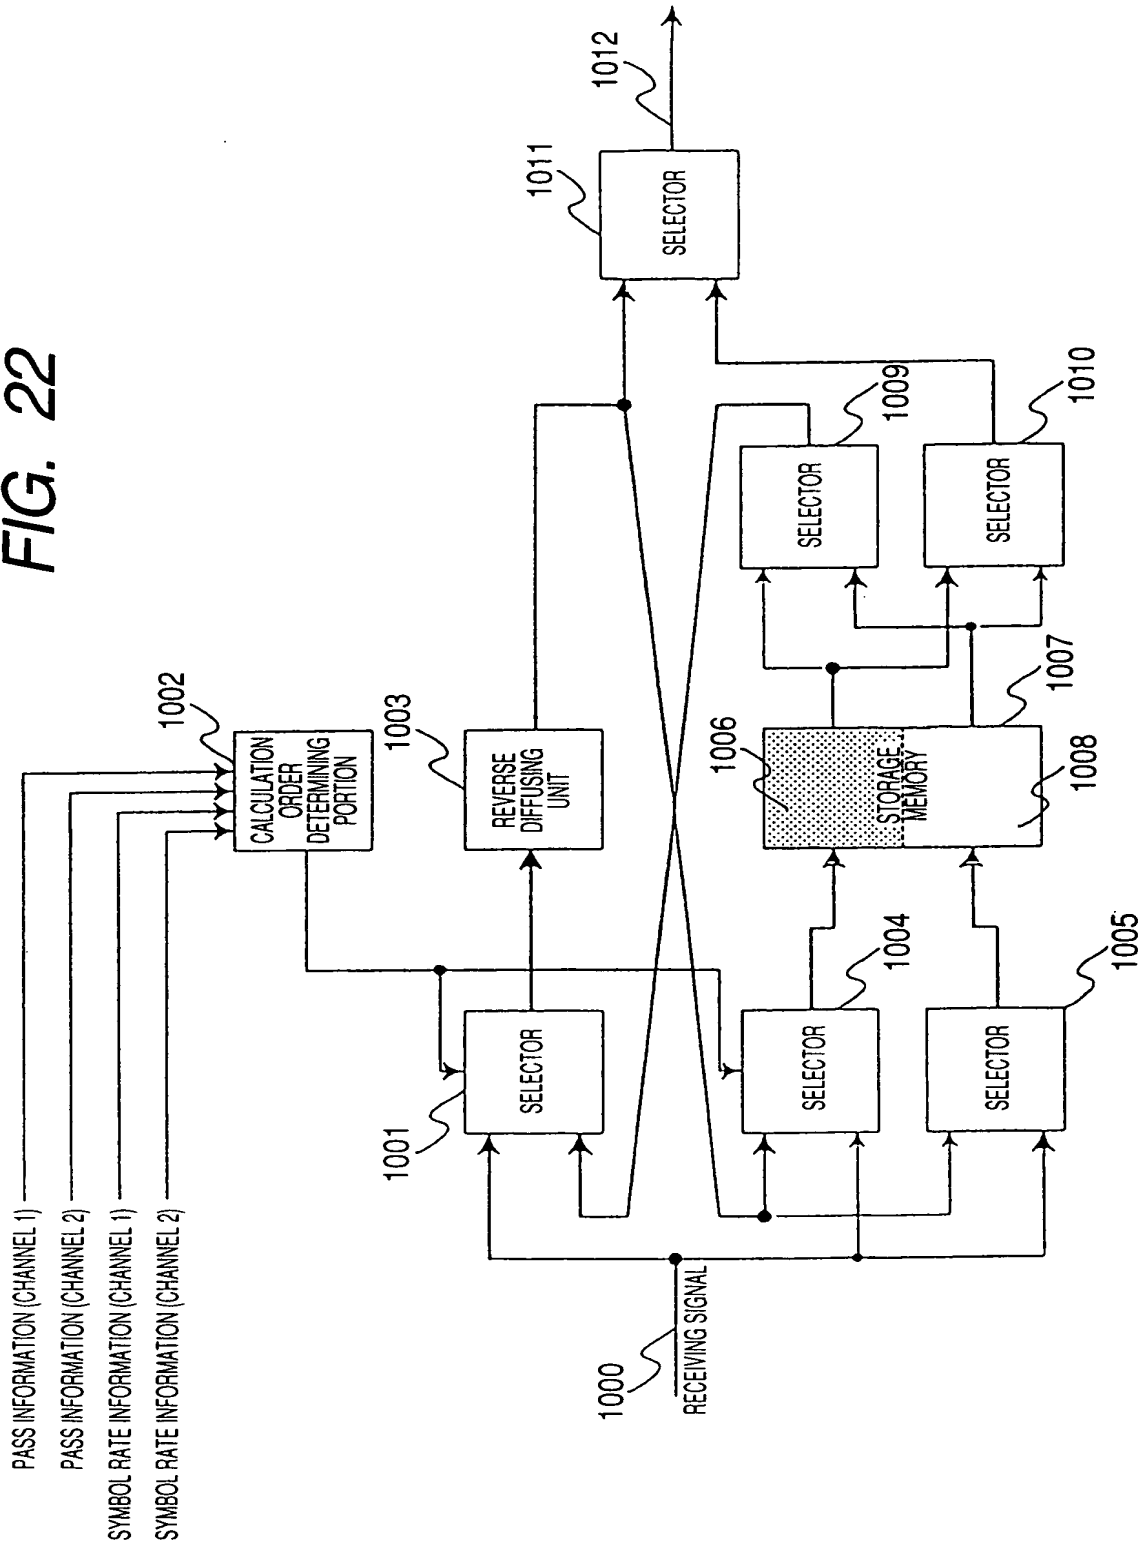 FIG. 22
PASS INFORMATION (CHANNEL 1)
PASS INFORMATION (CHANNEL 2)
SYMBOL RATE INFORMATION (CHANNEL 1)
SYMBOL RATE INFORMATION (CHANNEL 2)
1002
CALCULATION
ORDER
DETERMINING
PORTION
1001
SELECTOR
1003
REVERSE
DIFFUSING
UNIT
1011
SELECTOR
1012
1000
RECEIVING SIGNAL
SELECTOR
1004
SELECTOR
1005
1006
STORAGE
MEMORY
1008
1007
SELECTOR
1009
SELECTOR
1010